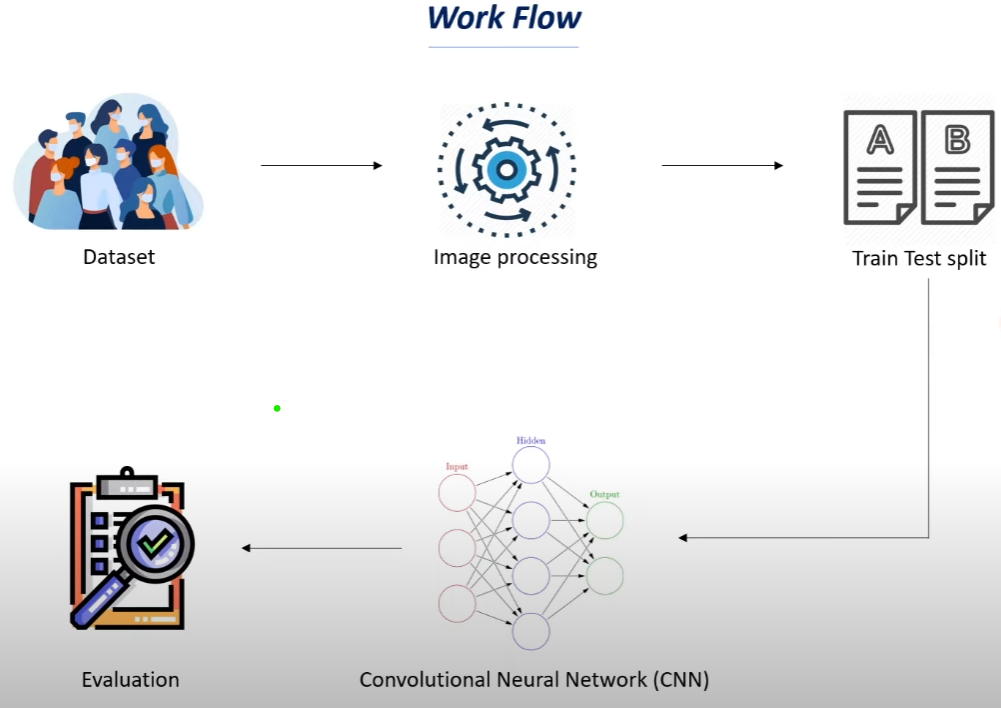 Work Flow
Dataset
Image processing
A B
Train Test split
Hidden
Input
Output
Evaluation
Convolutional Neural Network (CNN)